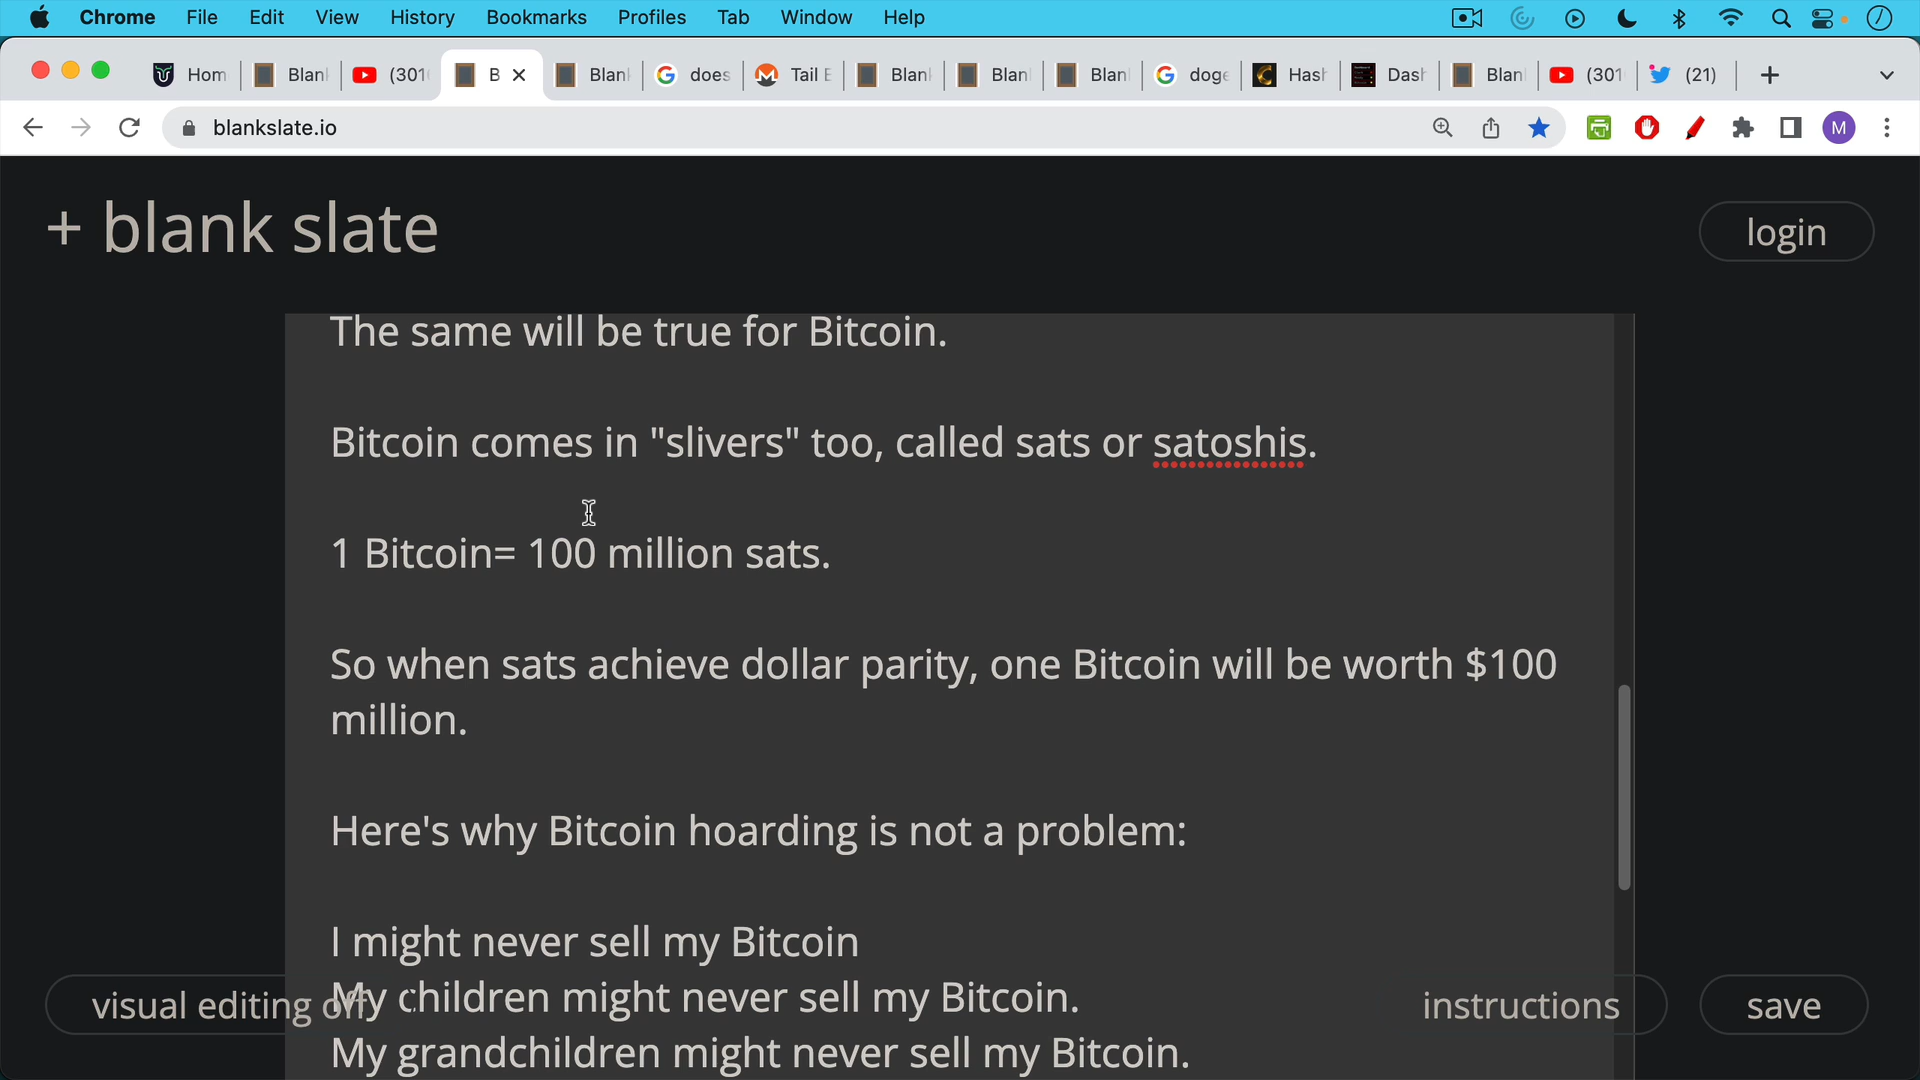 Chrome File Edit View History Bookmarks Profiles Tab Window Help
Hom Blan (301 B Blan does Tail E Blan Blan Blan doge Hash Dash Blan (301 (21)
blankslate.io M
+ blank slate
login
The same will be true for Bitcoin.
Bitcoin comes in "slivers" too, called sats or satoshis.
1 Bitcoin= 100 million sats.
So when sats achieve dollar parity, one Bitcoin will be worth $100
million.
Here's why Bitcoin hoarding is not a problem:
I might never sell my Bitcoin
My children might never sell my Bitcoin.
visual editing off
instructions
save
My grandchildren might never sell my Bitcoin.